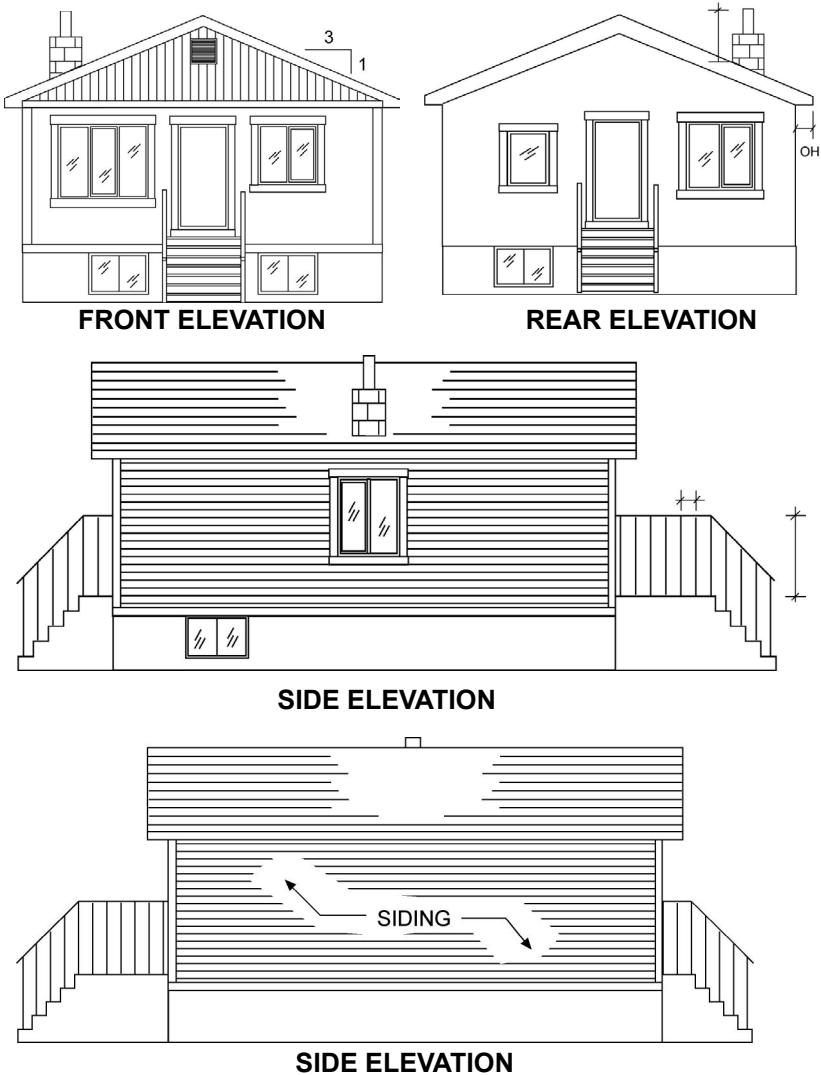 3
1
OH
FRONT ELEVATION
REAR ELEVATION
SIDE ELEVATION
SIDING
SIDE ELEVATION